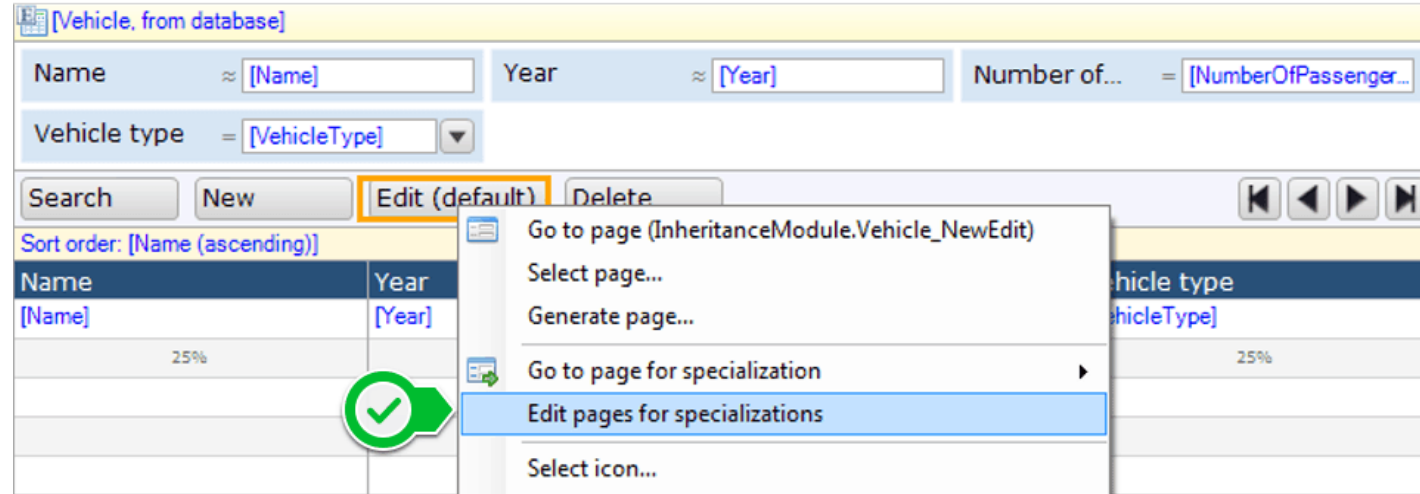 [Vehicle, from database]
Name ≈ [Name] Year ≈ [Year] Number of... = [NumberOfPassenger...
Vehicle type = [VehicleType]
Search New Edit (default) Delete
Go to page (InheritanceModule.Vehicle_NewEdit)
Sort order: [Name (ascending)]
Select page...
Name Year hicle type
[Name] [Year] hicleType]
Generate page...
25% 25%
Go to page for specialization
Edit pages for specializations
Select icon...